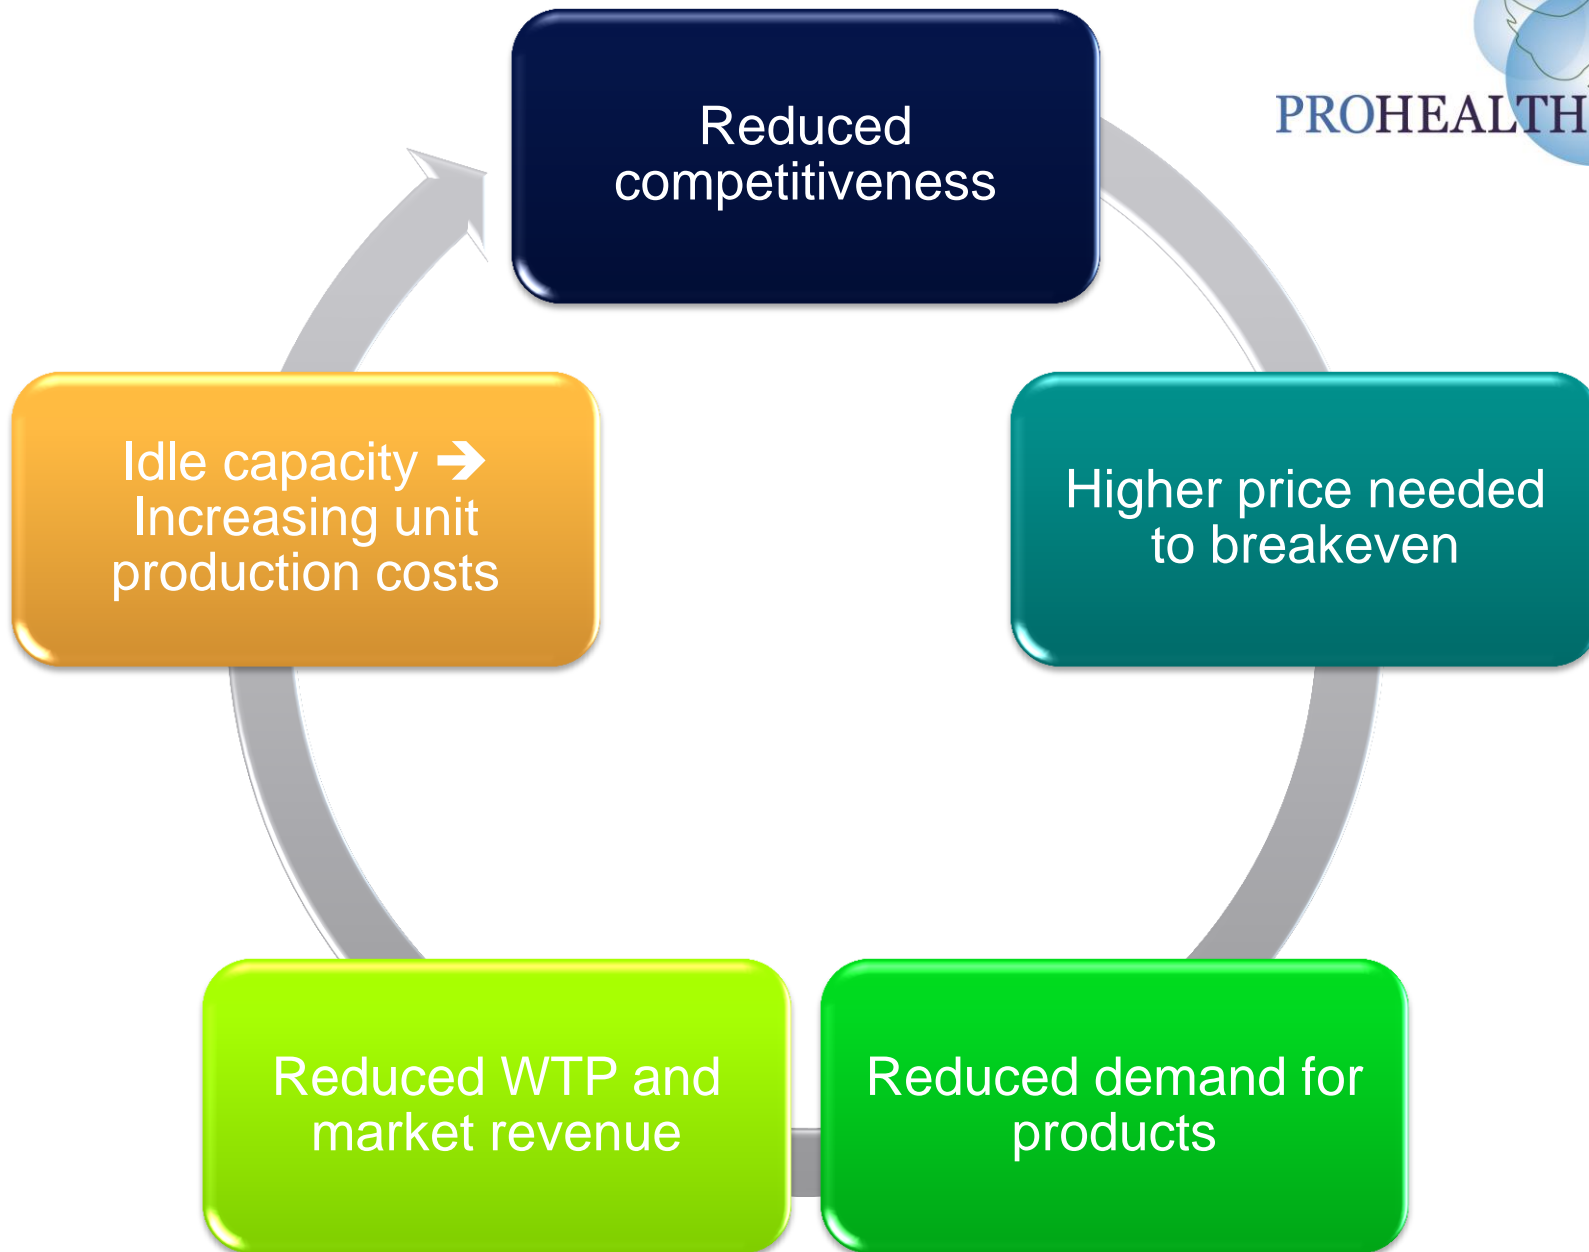 Reduced
competitiveness
PROHEALTH
Higher price needed
to breakeven
Reduced demand for
products
Reduced WTP and
market revenue
Idle capacity ➔
Increasing unit
production costs